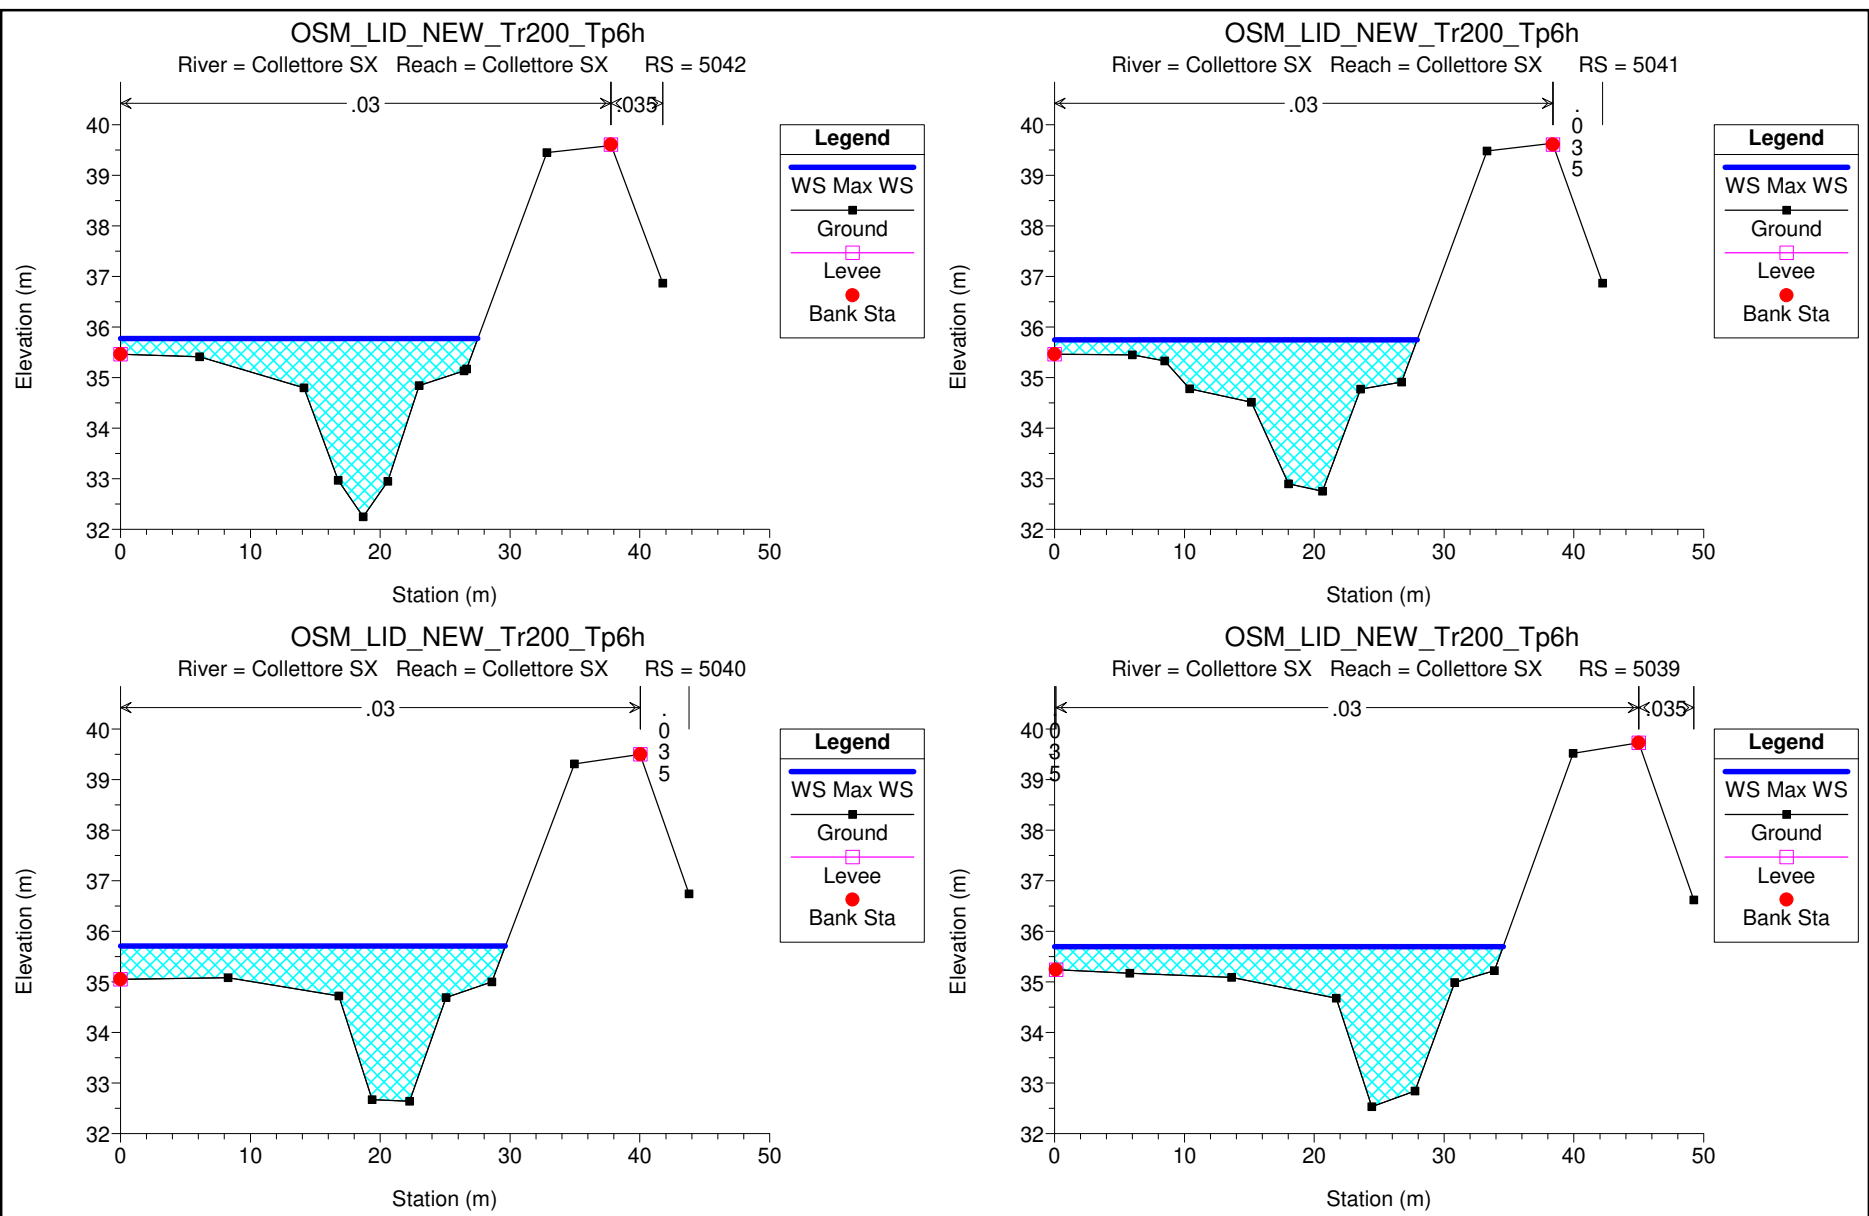 OSM_LID_NEW_Tr200_Tp6h
River = Collettore SX Reach = Collettore SX RS = 5042
.03
.035
40
39
38
37
36
35
34
33
32
0 10 20 30 40 50
Elevation (m)
Station (m)
Legend
WS Max WS
Ground
Levee
Bank Sta
OSM_LID_NEW_Tr200_Tp6h
River = Collettore SX Reach = Collettore SX RS = 5041
.03
.035
40
39
38
37
36
35
34
33
32
0 10 20 30 40 50
Elevation (m)
Station (m)
Legend
WS Max WS
Ground
Levee
Bank Sta
OSM_LID_NEW_Tr200_Tp6h
River = Collettore SX Reach = Collettore SX RS = 5040
.03
.035
40
39
38
37
36
35
34
33
32
0 10 20 30 40 50
Elevation (m)
Station (m)
Legend
WS Max WS
Ground
Levee
Bank Sta
OSM_LID_NEW_Tr200_Tp6h
River = Collettore SX Reach = Collettore SX RS = 5039
.035
.03
.035
40
39
38
37
36
35
34
33
32
0 10 20 30 40 50
Elevation (m)
Station (m)
Legend
WS Max WS
Ground
Levee
Bank Sta